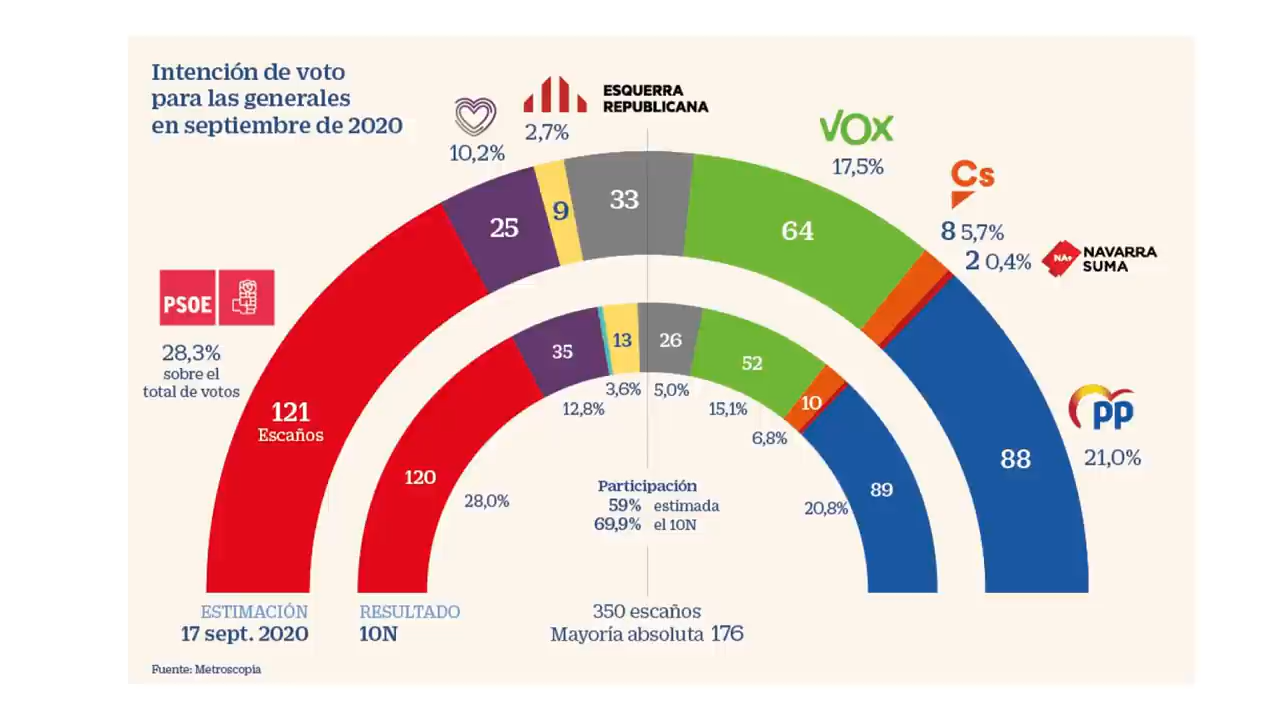 Intención de voto
para las generales
en septiembre de 2020
10,2%
2,7%
ESQUERRA
REPUBLICANA
VOX
17,5%
Cs
8 5,7%
2 0,4%
NA+
NAVARRA
SUMA
PSOE
28,3%
sobre el
total de votos
121
Escaños
25
9
33
64
88
pp
21,0%
120
35
13
26
52
10
89
28,0%
12,8%
3,6%
5,0%
15,1%
6,8%
20,8%
Participación
59% estimada
69,9% el 10N
ESTIMACIÓN
17 sept. 2020
RESULTADO
10N
350 escaños
Mayoría absoluta 176
Fuente: Metroscopia